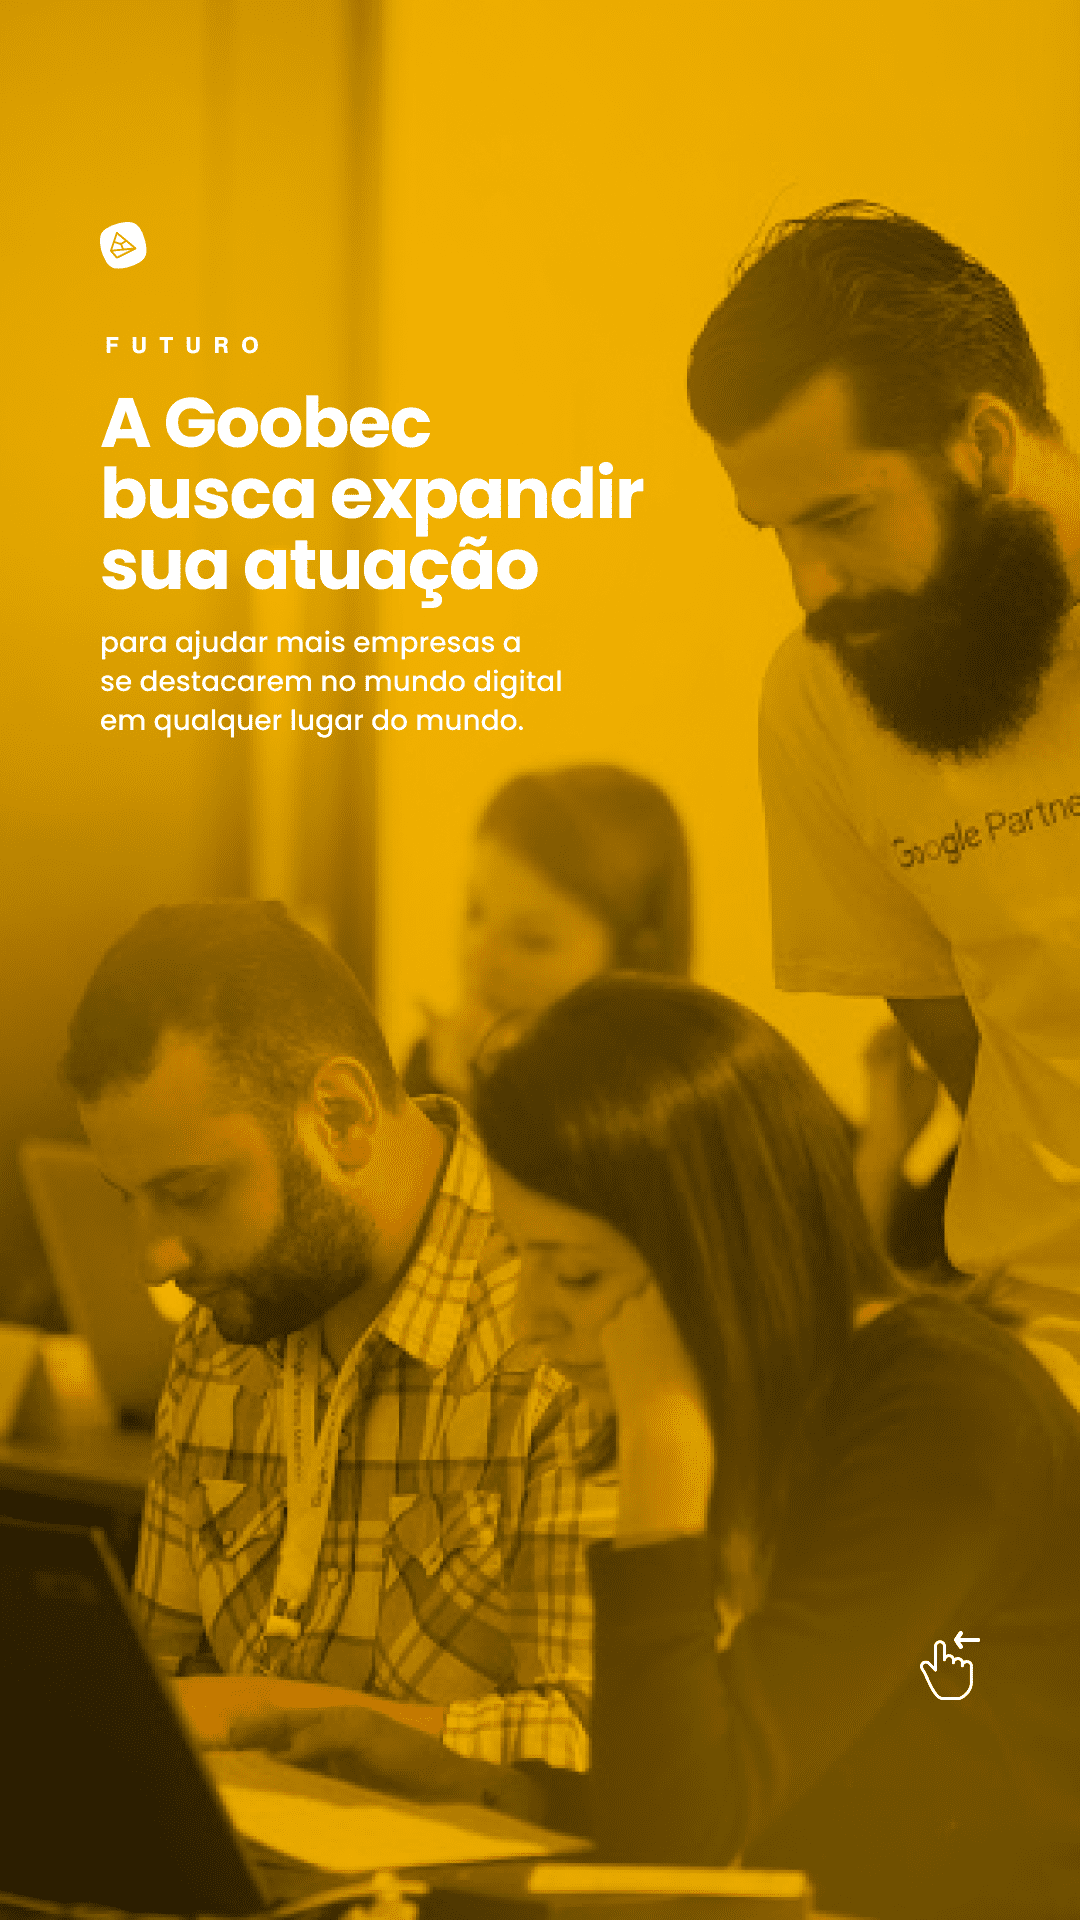 FUTURO
A Goobec
busca expandir
sua atuação
para ajudar mais empresas a
se destacarem no mundo digital
em qualquer lugar do mundo.
Google